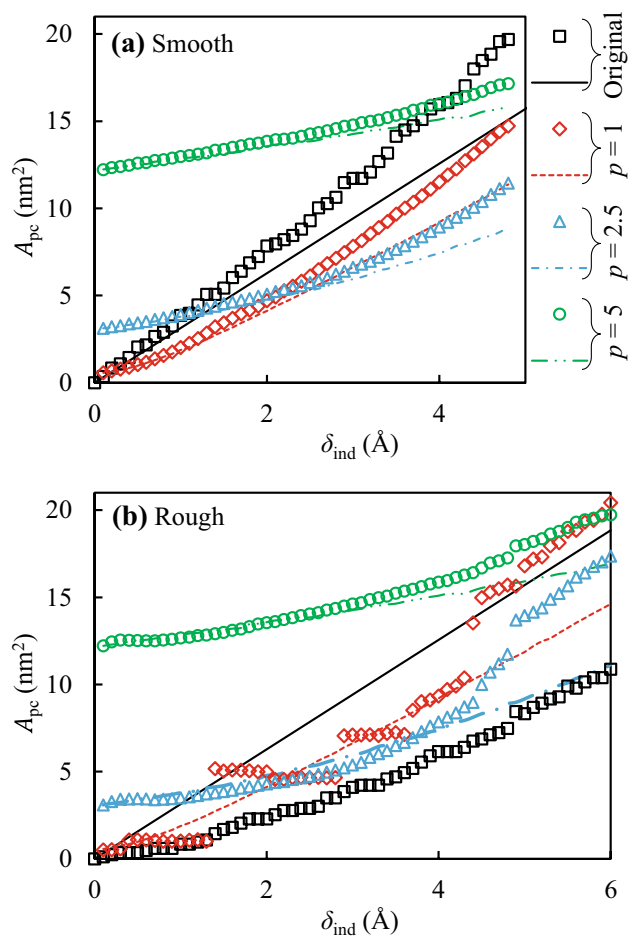 (a) Smooth
20
15
10
5
0
A_pc (nm²)
0 2 4
δ_ind (Å)
Original
p = 1
p = 2.5
p = 5
(b) Rough
20
15
10
5
0
A_pc (nm²)
0 2 4 6
δ_ind (Å)